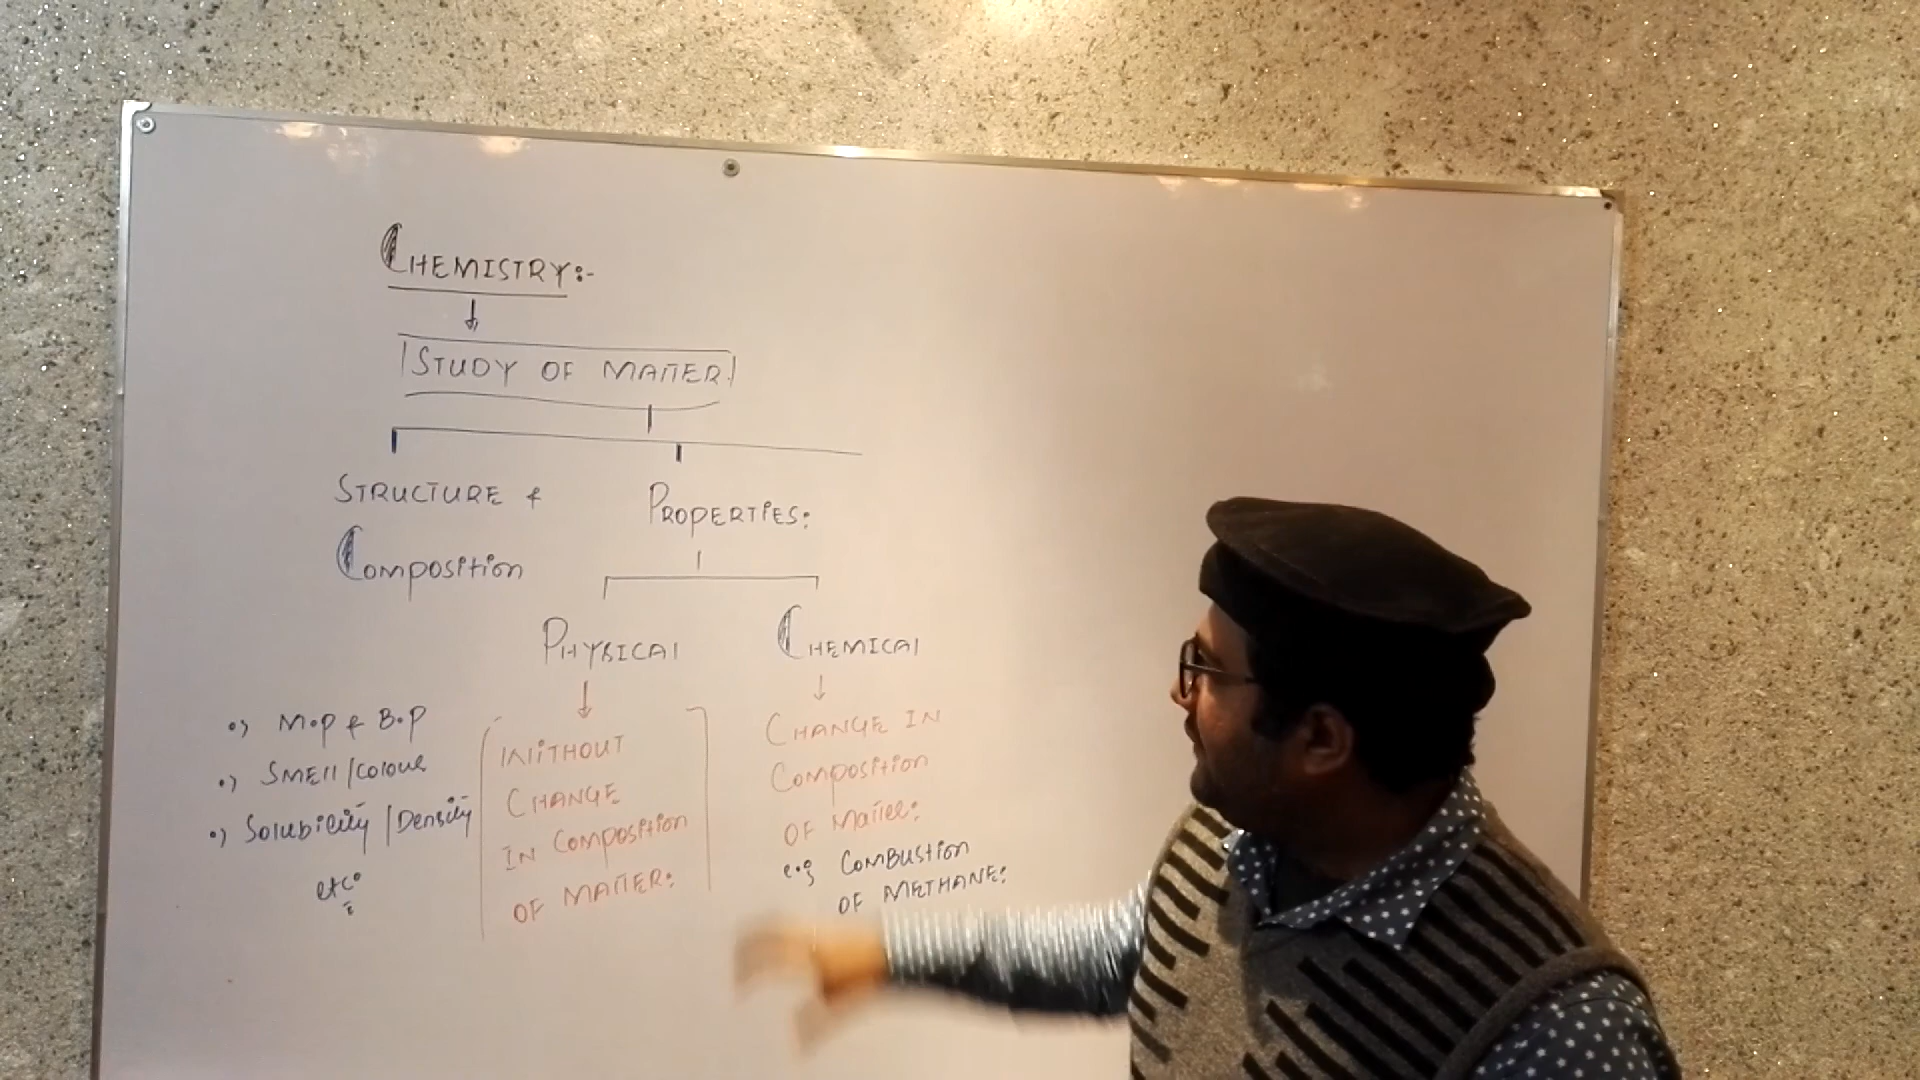 CHEMISTRY:-
STUDY OF MATTER
STRUCTURE &
COMPOSITION
PROPERTIES:
PHYSICAL
CHEMICAL
•) M.P & B.P
•) SMEll/Colour
•) Solubility/Density
etc.
WITHOUT
CHANGE
IN COMPOSITION
OF MATTER:
CHANGE IN
COMPOSITION
OF Matter:
e.g COMBUSTION
OF METHANE: